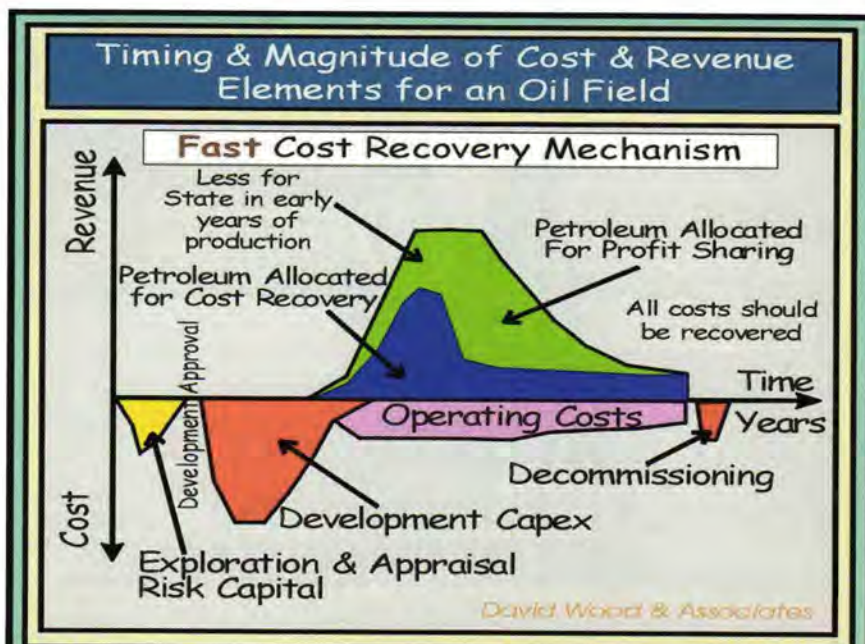 Timing & Magnitude of Cost & Revenue
Elements for an Oil Field
Fast Cost Recovery Mechanism
Revenue
Less for
State in early
years of
production
Petroleum Allocated
For Profit Sharing
Petroleum Allocated
for Cost Recovery
All costs should
be recovered
Development Approval
Time
Years
Operating Costs
Cost
Decommissioning
Development Capex
Exploration & Appraisal
Risk Capital
David Wood & Associates